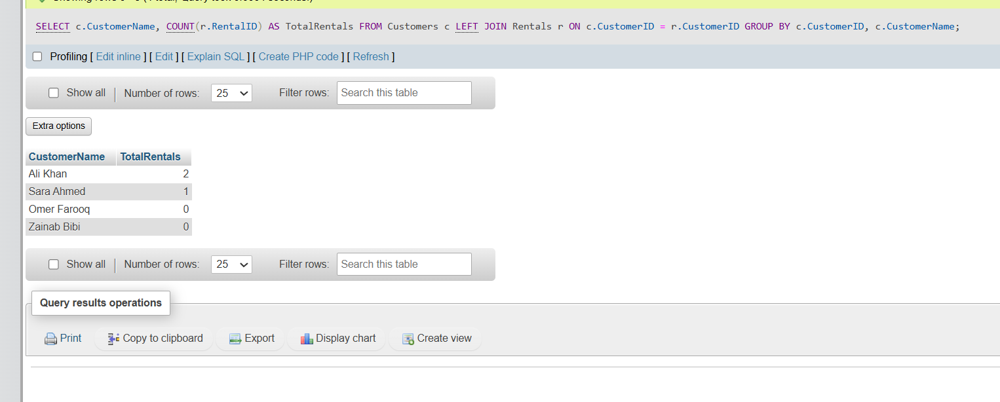 SELECT c.CustomerName, COUNT(r.RentalID) AS TotalRentals FROM Customers c LEFT JOIN Rentals r ON c.CustomerID = r.CustomerID GROUP BY c.CustomerID, c.CustomerName;
Profiling [ Edit inline ] [ Edit ] [ Explain SQL ] [ Create PHP code ] [ Refresh ]
Show all | Number of rows: 25 Filter rows: Search this table
Extra options
CustomerName TotalRentals
Ali Khan 2
Sara Ahmed 1
Omer Farooq 0
Zainab Bibi 0
Show all | Number of rows: 25 Filter rows: Search this table
Query results operations
Print Copy to clipboard Export Display chart Create view